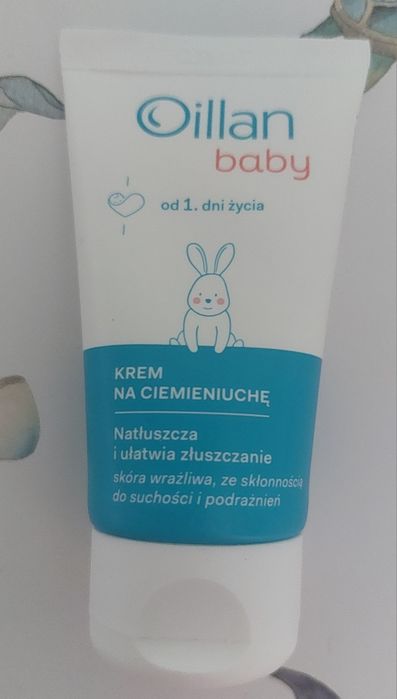 Oillan
baby
od 1. dni życia
KREM
NA CIEMIENIUCHĘ
Natłuszcza
i ułatwia złuszczanie
skóra wrażliwa, ze skłonnością
do suchości i podrażnień